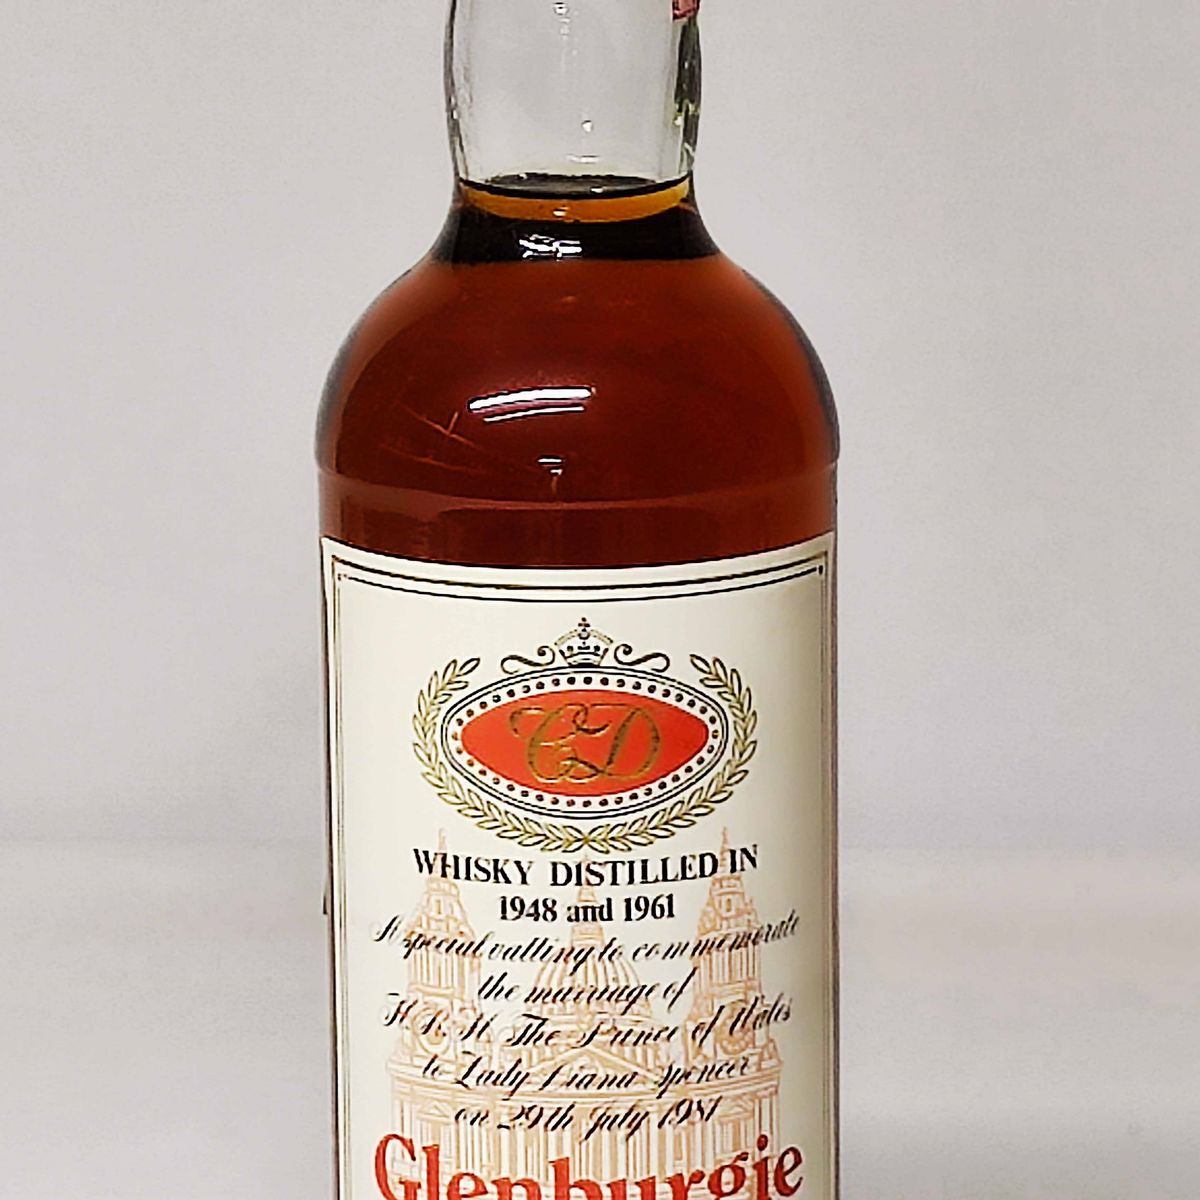 CD
WHISKY DISTILLED IN
1948 and 1961
A special vatting to commemorate
the marriage of
H.R.H. The Prince of Wales
to Lady Diana Spencer
on 29th July 1981
Glenburgie